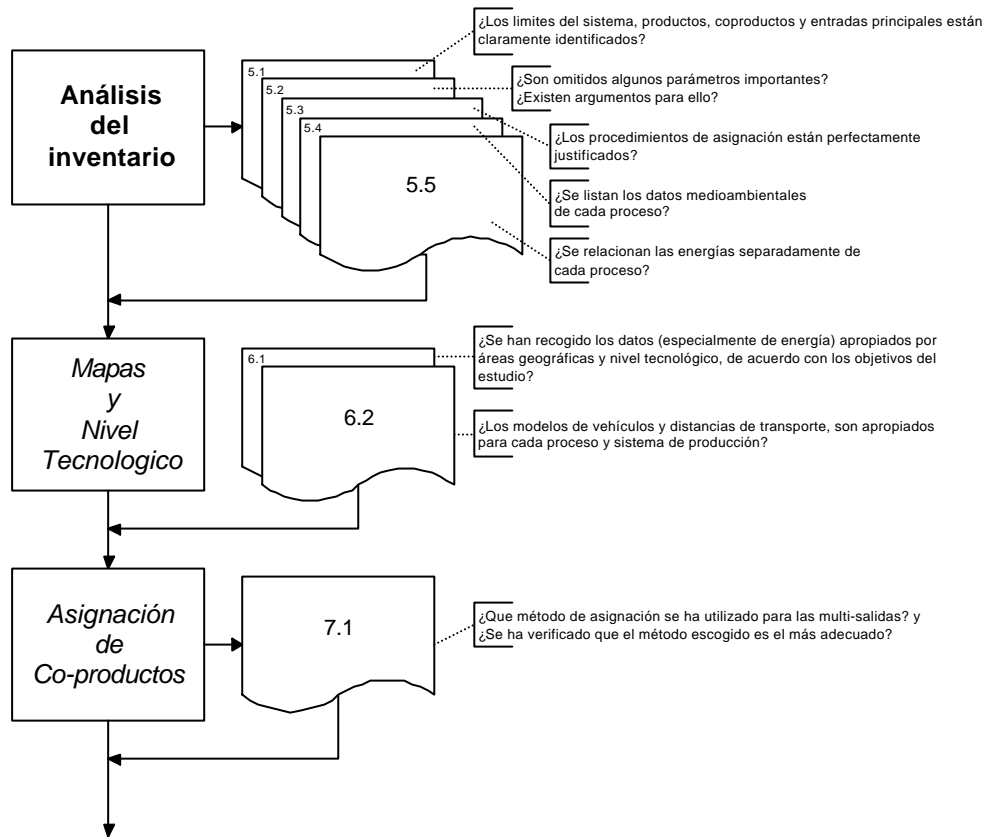 ¿Los limites del sistema, productos, coproductos y entradas principales están
claramente identificados?
Análisis
del
inventario
5.1
5.2
5.3
5.4
5.5
¿Son omitidos algunos parámetros importantes?
¿Existen argumentos para ello?
¿Los procedimientos de asignación están perfectamente
justificados?
¿Se listan los datos medioambientales
de cada proceso?
¿Se relacionan las energías separadamente de
cada proceso?
Mapas
y
Nivel
Tecnologico
6.1
6.2
¿Se han recogido los datos (especialmente de energía) apropiados por
áreas geográficas y nivel tecnológico, de acuerdo con los objetivos del
estudio?
¿Los modelos de vehículos y distancias de transporte, son apropiados
para cada proceso y sistema de producción?
Asignación
de
Co-productos
7.1
¿Que método de asignación se ha utilizado para las multi-salidas? y
¿Se ha verificado que el método escogido es el más adecuado?